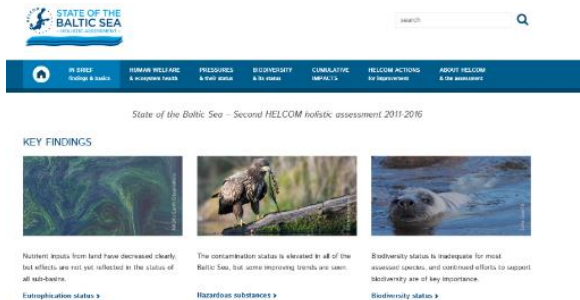 STATE OF THE
BALTIC SEA
– HOLISTIC ASSESSMENT –
search
IN BRIEF
findings & basics
HUMAN WELFARE
& ecosystem health
PRESSURES
& their status
BIODIVERSITY
& its status
CUMULATIVE
IMPACTS
HELCOM ACTIONS
for improvement
ABOUT HELCOM
& the assessment
State of the Baltic Sea – Second HELCOM holistic assessment 2011-2016
KEY FINDINGS
Nutrient inputs from land have decreased clearly,
but effects are not yet reflected in the status of
all sub-basins.
Eutrophication status ›
The contamination status is elevated in all of the
Baltic Sea, but some improving trends are seen.
Hazardous substances ›
Biodiversity status is inadequate for most
assessed species, and continued efforts to support
biodiversity are of key importance.
Biodiversity status ›